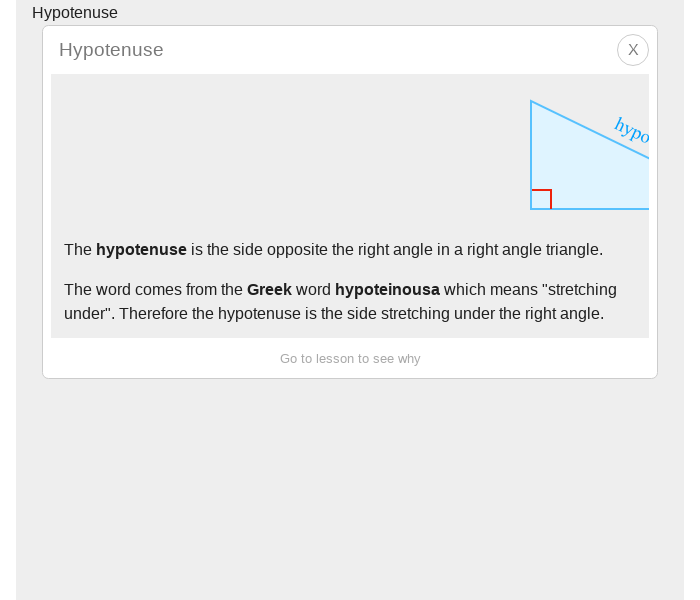 Hypotenuse
Hypotenuse
X
hypo
The hypotenuse is the side opposite the right angle in a right angle triangle.
The word comes from the Greek word hypoteinousa which means "stretching
under". Therefore the hypotenuse is the side stretching under the right angle.
Go to lesson to see why